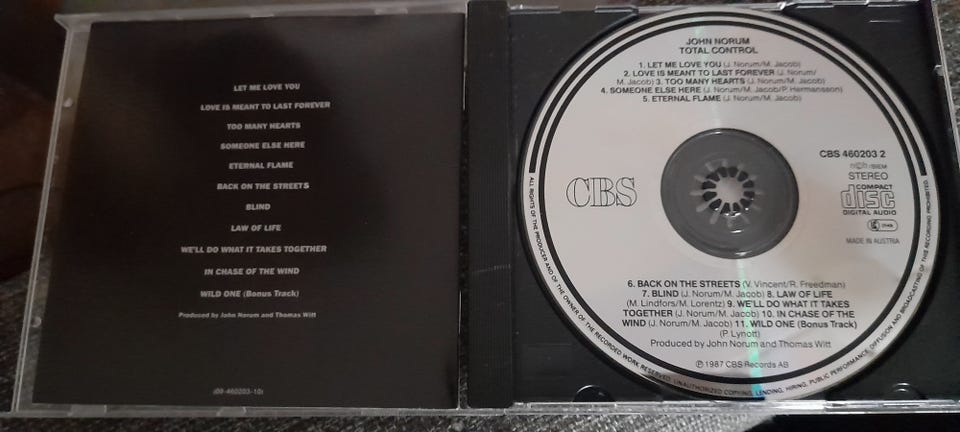 LET ME LOVE YOU
LOVE IS MEANT TO LAST FOREVER
TOO MANY HEARTS
SOMEONE ELSE HERE
ETERNAL FLAME
BACK ON THE STREETS
BLIND
LAW OF LIFE
WE'LL DO WHAT IT TAKES TOGETHER
IN CHASE OF THE WIND
WILD ONE (Bonus Track)
Produced by John Norum and Thomas Witt
(09-460203-10)
JOHN NORUM
TOTAL CONTROL
1. LET ME LOVE YOU (J. Norum/M. Jacob)
2. LOVE IS MEANT TO LAST FOREVER (J. Norum/
M. Jacob) 3. TOO MANY HEARTS (J. Norum/M. Jacob)
4. SOMEONE ELSE HERE (J. Norum/M. Jacob/P. Hermansson)
5. ETERNAL FLAME (J. Norum/M. Jacob)
CBS
CBS 460203 2
n©b/BIEM
STEREO
COMPACT
disc
DIGITAL AUDIO
MADE IN AUSTRIA
6. BACK ON THE STREETS (V. Vincent/R. Freedman)
7. BLIND (J. Norum/M. Jacob) 8. LAW OF LIFE
(M. Lindfors/M. Lorentz) 9. WE'LL DO WHAT IT TAKES
TOGETHER (J. Norum/M. Jacob) 10. IN CHASE OF THE
WIND (J. Norum/M. Jacob) 11. WILD ONE (Bonus Track)
(P. Lynott)
Produced by John Norum and Thomas Witt
℗ 1987 CBS Records AB
ALL RIGHTS OF THE PRODUCER AND OF THE OWNER OF THE RECORDED WORK RESERVED. UNAUTHORIZED COPYING, LENDING, HIRING, PUBLIC PERFORMANCE, DIFFUSION AND BROADCASTING OF THIS RECORDING PROHIBITED.